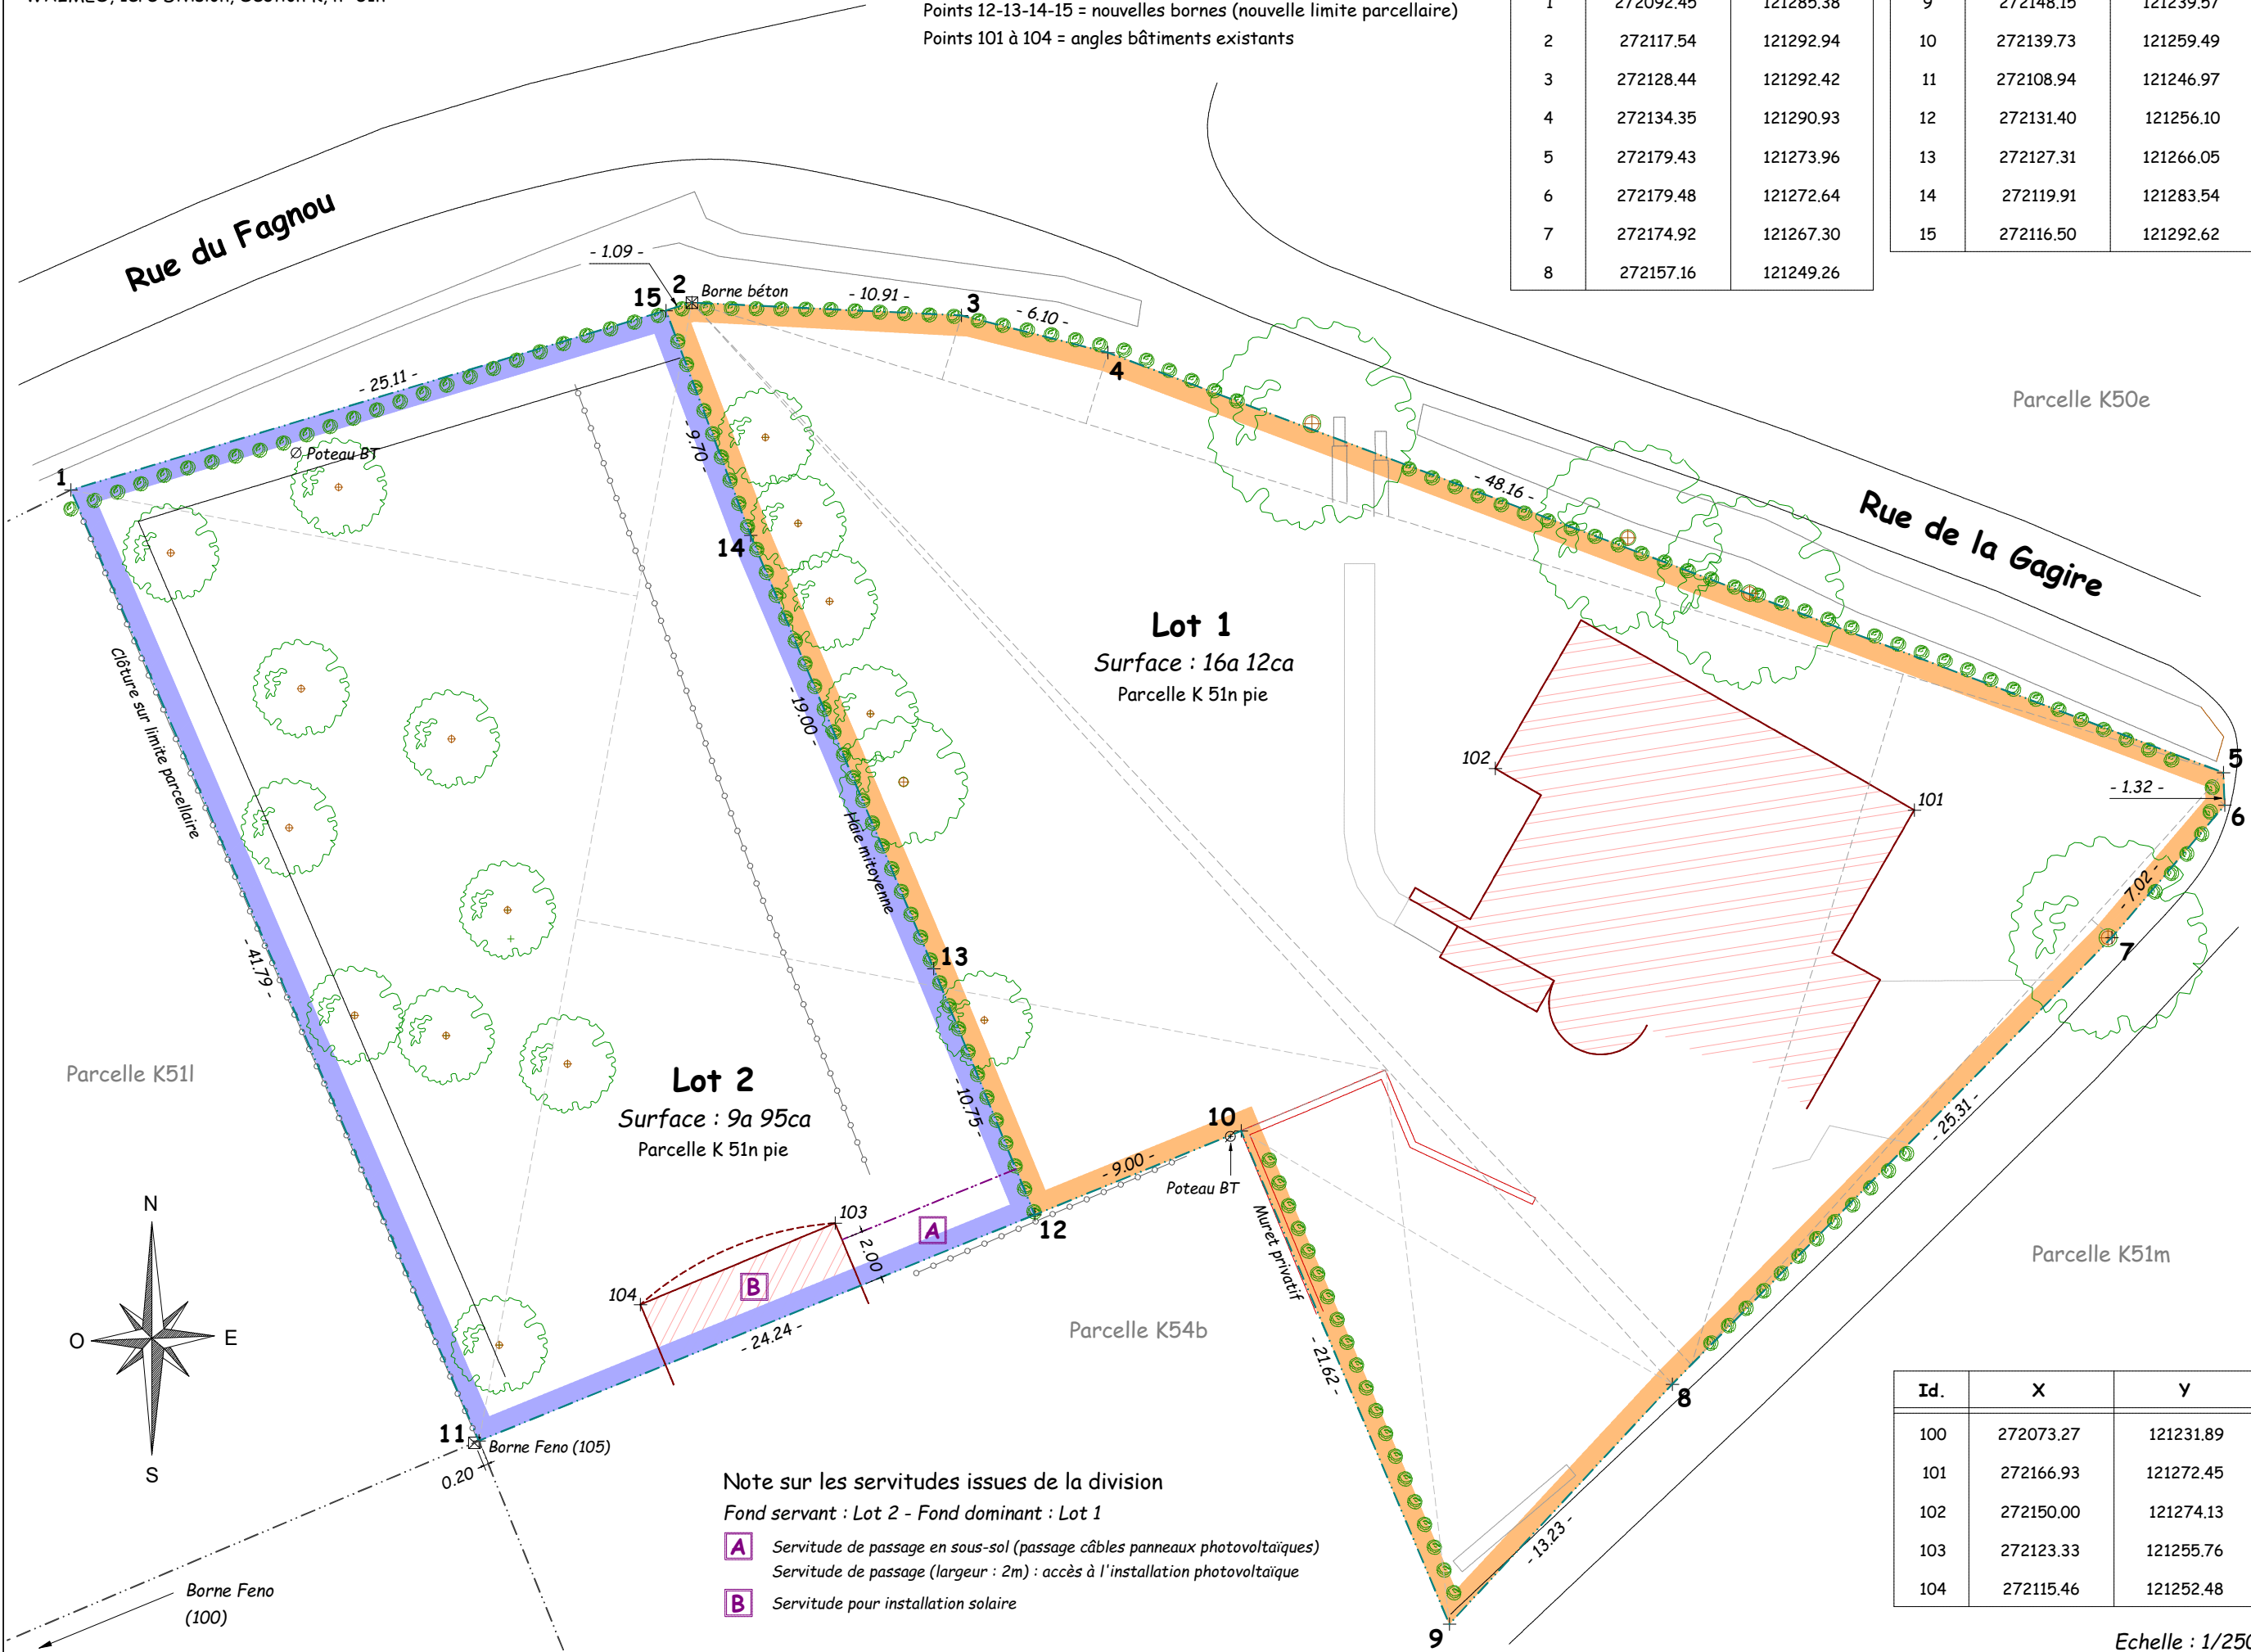 Points 12-13-14-15 = nouvelles bornes (nouvelle limite parcellaire)
Points 101 à 104 = angles bâtiments existants
1 272092.45 121285.38
2 272117.54 121292.94
3 272128.44 121292.42
4 272134.35 121290.93
5 272179.43 121273.96
6 272179.48 121272.64
7 272174.92 121267.30
8 272157.16 121249.26
9 272148.15 121239.57
10 272139.73 121259.49
11 272108.94 121246.97
12 272131.40 121256.10
13 272127.31 121266.05
14 272119.91 121283.54
15 272116.50 121292.62
Rue du Fagnou
- 1.09 -
15
2
Borne béton
- 10.91 -
3
- 6.10 -
4
- 25.11 -
Parcelle K50e
1
Ø Poteau BT
- 9.70 -
- 48.16 -
Rue de la Gagire
14
Lot 1
Surface : 16a 12ca
Parcelle K 51n pie
Clôture sur limite parcellaire
- 19.00 -
102
101
5
- 1.32 -
6
Haie mitoyenne
- 7.02 -
7
- 41.79 -
13
Parcelle K51l
Lot 2
Surface : 9a 95ca
Parcelle K 51n pie
- 10.75 -
10
- 9.00 -
Poteau BT
- 25.31 -
N
O
E
S
103
A
12
- 2.00 -
104
B
- 24.24 -
Muret privatif
Parcelle K54b
Parcelle K51m
- 21.62 -
8
11
Borne Feno (105)
0.20
Id. X Y
100 272073.27 121231.89
101 272166.93 121272.45
102 272150.00 121274.13
103 272123.33 121255.76
104 272115.46 121252.48
Note sur les servitudes issues de la division
Fond servant : Lot 2 - Fond dominant : Lot 1
A Servitude de passage en sous-sol (passage câbles panneaux photovoltaïques)
Servitude de passage (largeur : 2m) : accès à l'installation photovoltaïque
B Servitude pour installation solaire
- 13.23 -
9
Borne Feno
(100)
Echelle : 1/250